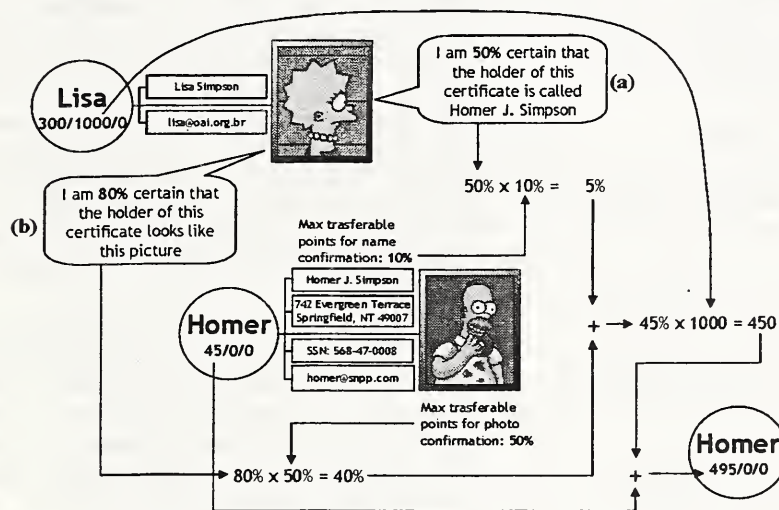 I am 50% certain that
the holder of this
certificate is called
Homer J. Simpson
(a)
Lisa
300/1000/0
Lisa Simpson
lisa@oai.org.br
50% x 10% = 5%
(b)
I am 80% certain that
the holder of this
certificate looks like
this picture
Max trasferable
points for name
confirmation: 10%
Homer J. Simpson
742 Evergreen Terrace
Springfield, NT 49007
Homer
45/0/0
SSN: 568-47-0008
homer@snpp.com
+
45% x 1000 = 450
Max trasferable
points for photo
confirmation: 50%
80% x 50% = 40%
+
Homer
495/0/0